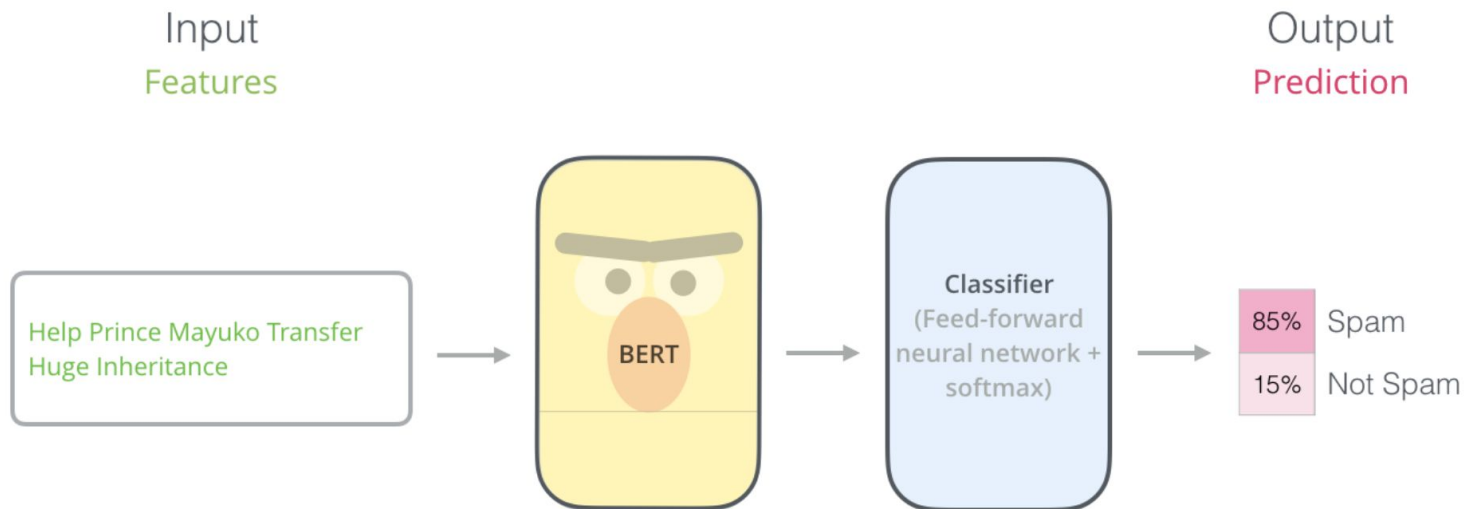 Input
Features
Output
Prediction
Help Prince Mayuko Transfer
Huge Inheritance
BERT
Classifier
(Feed-forward
neural network +
softmax)
85% Spam
15% Not Spam